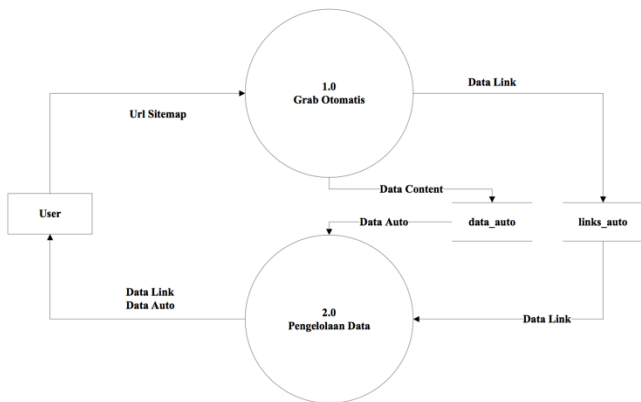 1.0
Grab Otomatis
Data Link
Url Sitemap
Data Content
User
Data Auto
data_auto
links_auto
Data Link
Data Auto
2.0
Pengelolaan Data
Data Link